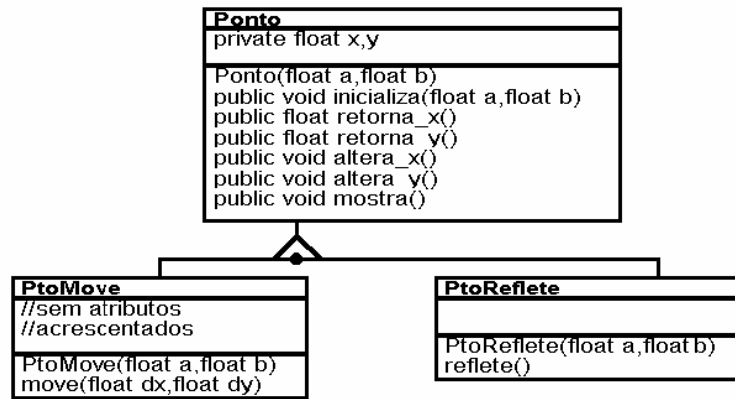 Ponto
private float x,y
Ponto(float a,float b)
public void inicializa(float a,float b)
public float retorna_x()
public float retorna_y()
public void altera_x()
public void altera_y()
public void mostra()
PtoMove
//sem atributos
//acrescentados
PtoMove(float a,float b)
move(float dx,float dy)
PtoReflete
PtoReflete(float a,float b)
reflete()